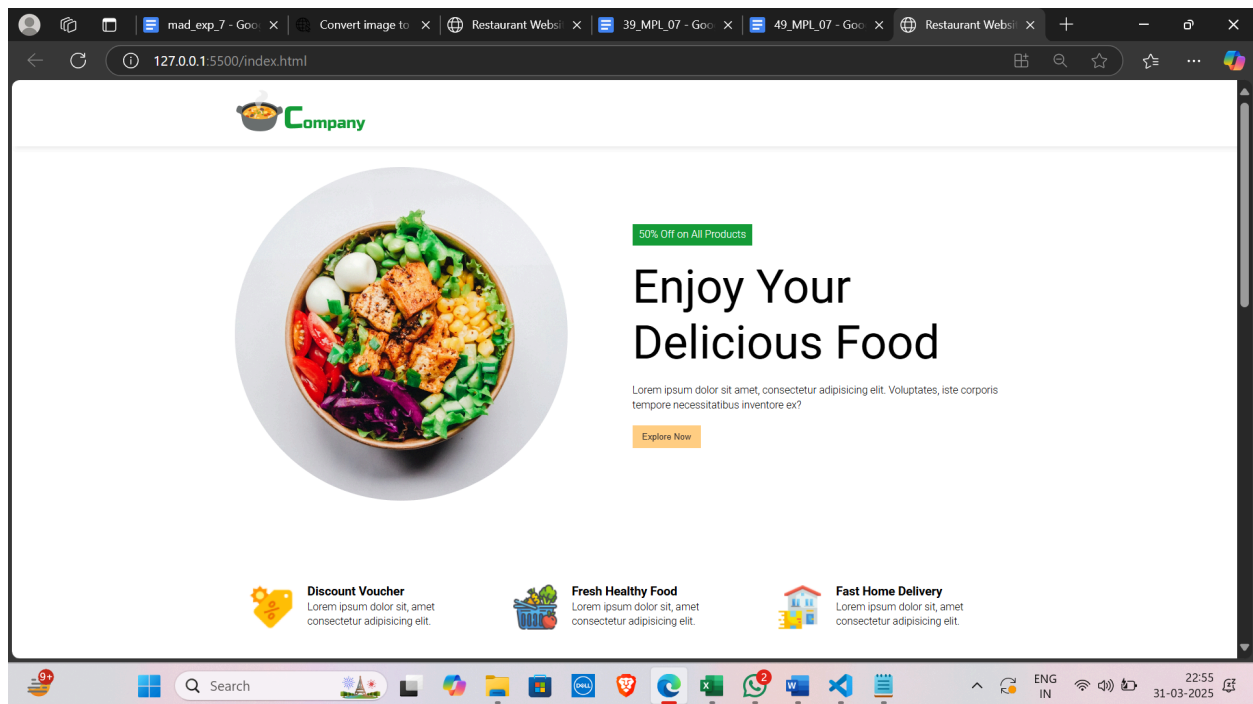 mad_exp_7 - Goo
Convert image to
Restaurant Websi
39_MPL_07 - Goo
49_MPL_07 - Goo
Restaurant Websit
127.0.0.1:5500/index.html
Company
50% Off on All Products
Enjoy Your
Delicious Food
Lorem ipsum dolor sit amet, consectetur adipisicing elit. Voluptates, iste corporis
tempore necessitatibus inventore ex?
Explore Now
Discount Voucher
Lorem ipsum dolor sit, amet
consectetur adipisicing elit.
Fresh Healthy Food
Lorem ipsum dolor sit, amet
consectetur adipisicing elit.
Fast Home Delivery
Lorem ipsum dolor sit, amet
consectetur adipisicing elit.
9+
Search
DELL
2
ENG
IN
22:55
31-03-2025